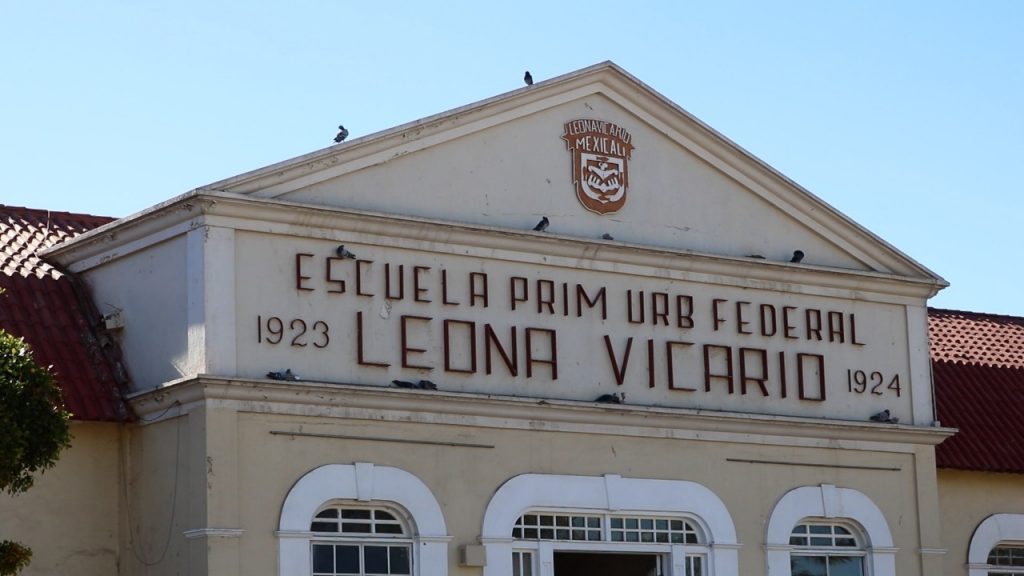 LEONA VICARIO
MEXICALI
ESCUELA PRIM URB FEDERAL
1923 LEONA VICARIO 1924